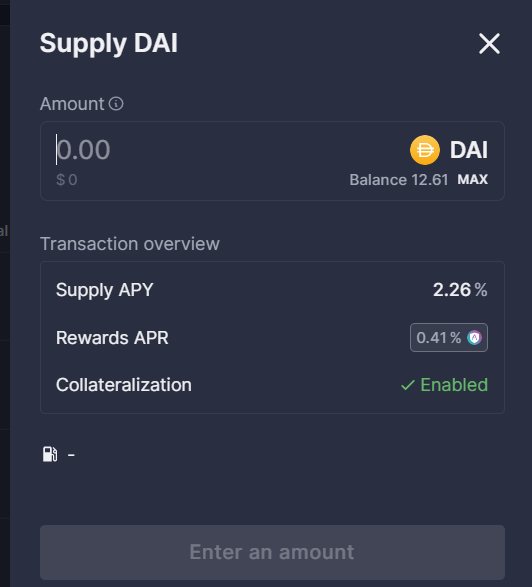 Supply DAI
Amount
0.00 DAI
$ 0 Balance 12.61 MAX
al
Transaction overview
Supply APY 2.26 %
Rewards APR 0.41 %
Collateralization Enabled
-
Enter an amount